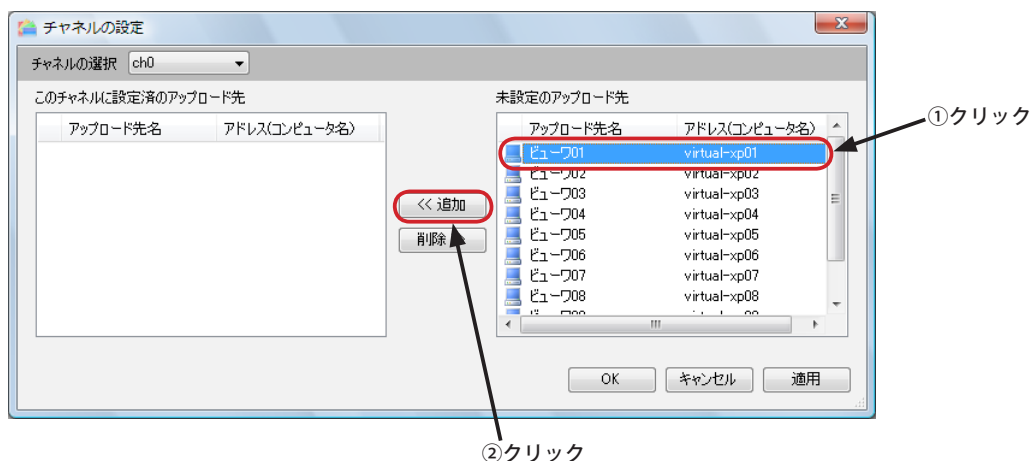 チャネルの設定
チャネルの選択 ch0
このチャネルに設定済のアップロード先
アップロード先名 アドレス(コンピュータ名)
<< 追加
削除
未設定のアップロード先
アップロード先名 アドレス(コンピュータ名)
ビューワ01 virtual-xp01
ビューワ02 virtual-xp02
ビューワ03 virtual-xp03
ビューワ04 virtual-xp04
ビューワ05 virtual-xp05
ビューワ06 virtual-xp06
ビューワ07 virtual-xp07
ビューワ08 virtual-xp08
OK キャンセル 適用
①クリック
②クリック